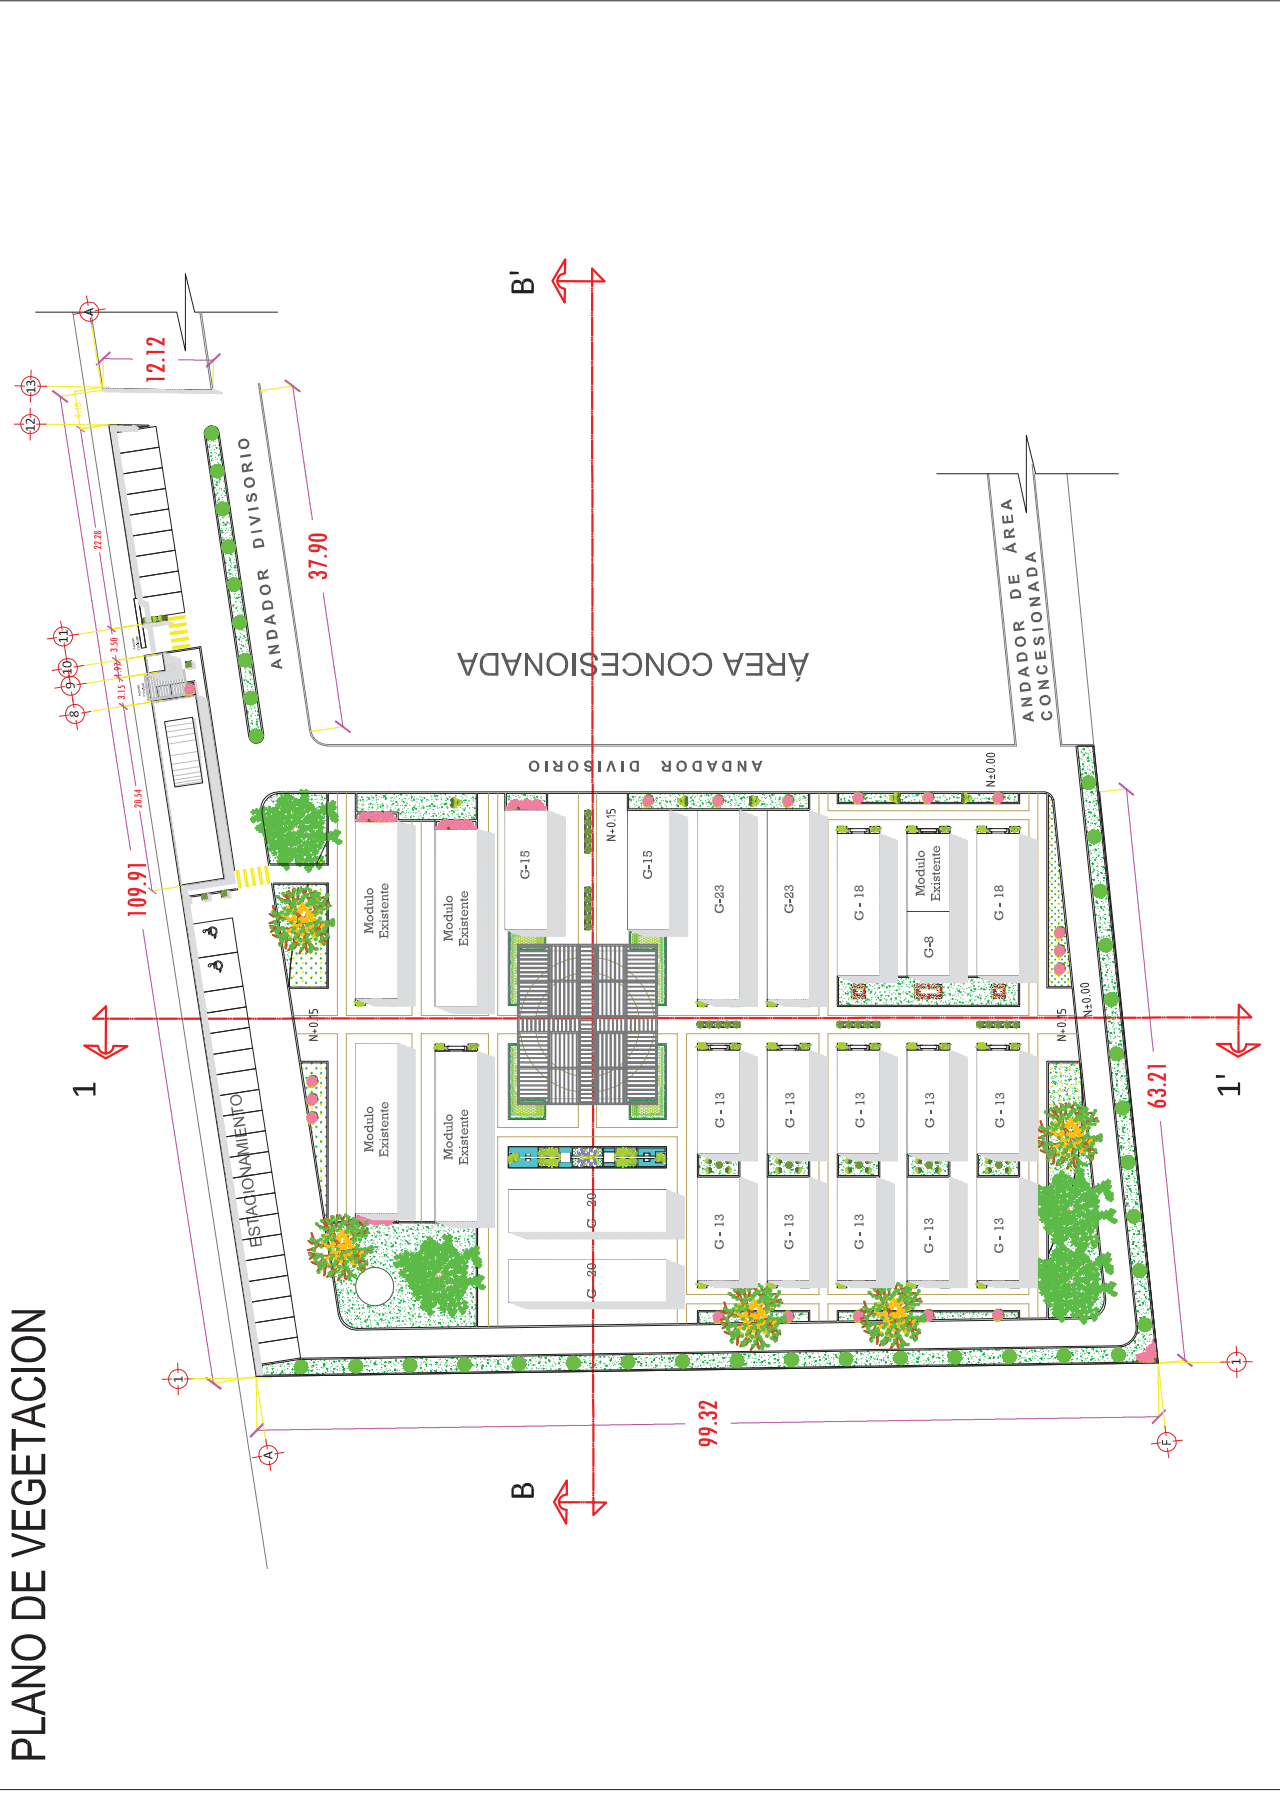 PLANO DE VEGETACION
109.91
12.12
22.28
3.50
4.92
3.15
20.54
37.90
99.32
63.21
13
12
11
10
9
8
A
1
A
F
1
1
1'
B
B'
ESTACIONAMIENTO
ANDADOR DIVISORIO
ANDADOR DIVISORIO
ÁREA CONCESIONADA
ANDADOR DE ÁREA
CONCESIONADA
N+0.15
N+0.15
N+0.15
N±0.00
N±0.00
Modulo
Existente
Modulo
Existente
Modulo
Existente
Modulo
Existente
G-15
G-15
G-23
G-23
G - 18
G-8
Modulo
Existente
G - 18
G - 20
G - 20
G - 13
G - 13
G - 13
G - 13
G - 13
G - 13
G - 13
G - 13
G - 13
G - 13